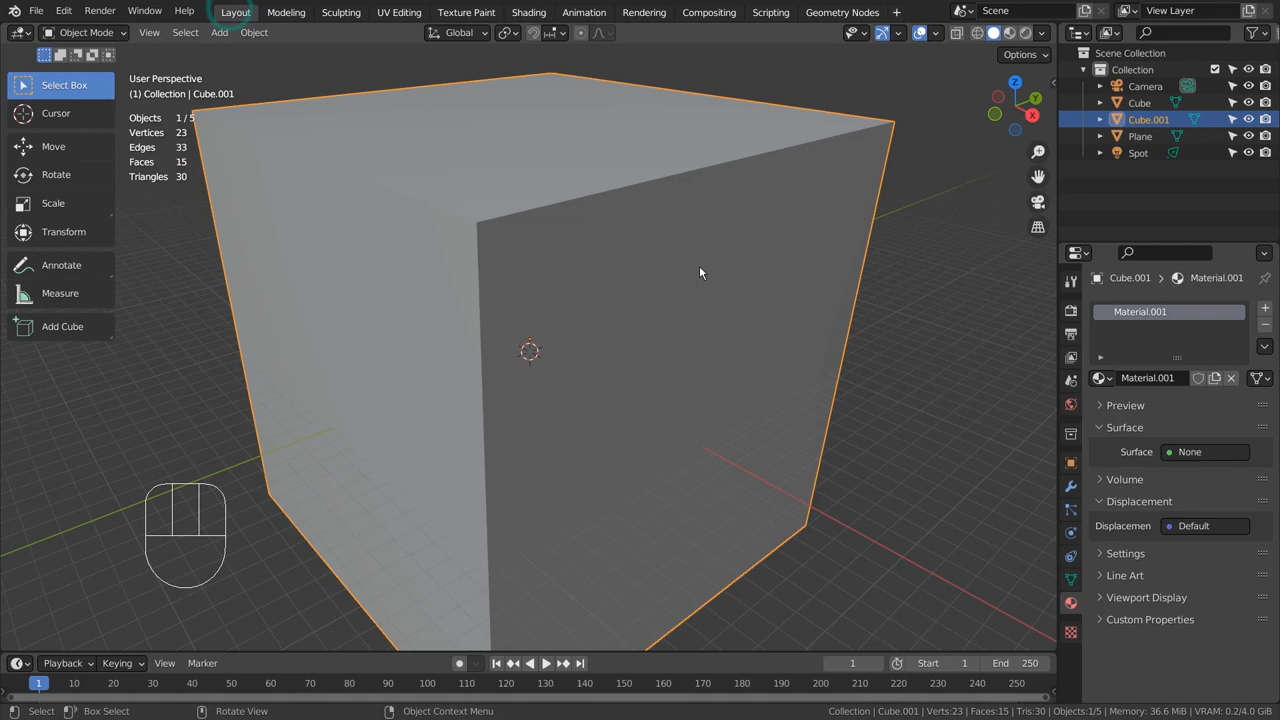 File Edit Render Window Help Layout Modeling Sculpting UV Editing Texture Paint Shading Animation Rendering Compositing Scripting Geometry Nodes + Scene View Layer
Object Mode View Select Add Object Global
Options
Select Box
Cursor
Move
Rotate
Scale
Transform
Annotate
Measure
Add Cube
User Perspective
(1) Collection | Cube.001
Objects 1/5
Vertices 23
Edges 33
Faces 15
Triangles 30
Z
Y
X
Scene Collection
Collection
Camera
Cube
Cube.001
Plane
Spot
Cube.001 Material.001
Material.001
Material.001
Preview
Surface
Surface None
Volume
Displacement
Displacemen Default
Settings
Line Art
Viewport Display
Custom Properties
Playback Keying View Marker 1 Start 1 End 250
1 10 20 30 40 50 60 70 80 90 100 110 120 130 140 150 160 170 180 190 200 210 220 230 240 250
Select Box Select Rotate View Object Context Menu Collection | Cube.001 | Verts:23 | Faces:15 | Tris:30 | Objects:1/5 | Memory: 36.6 MiB | VRAM: 0.2/4.0 GiB